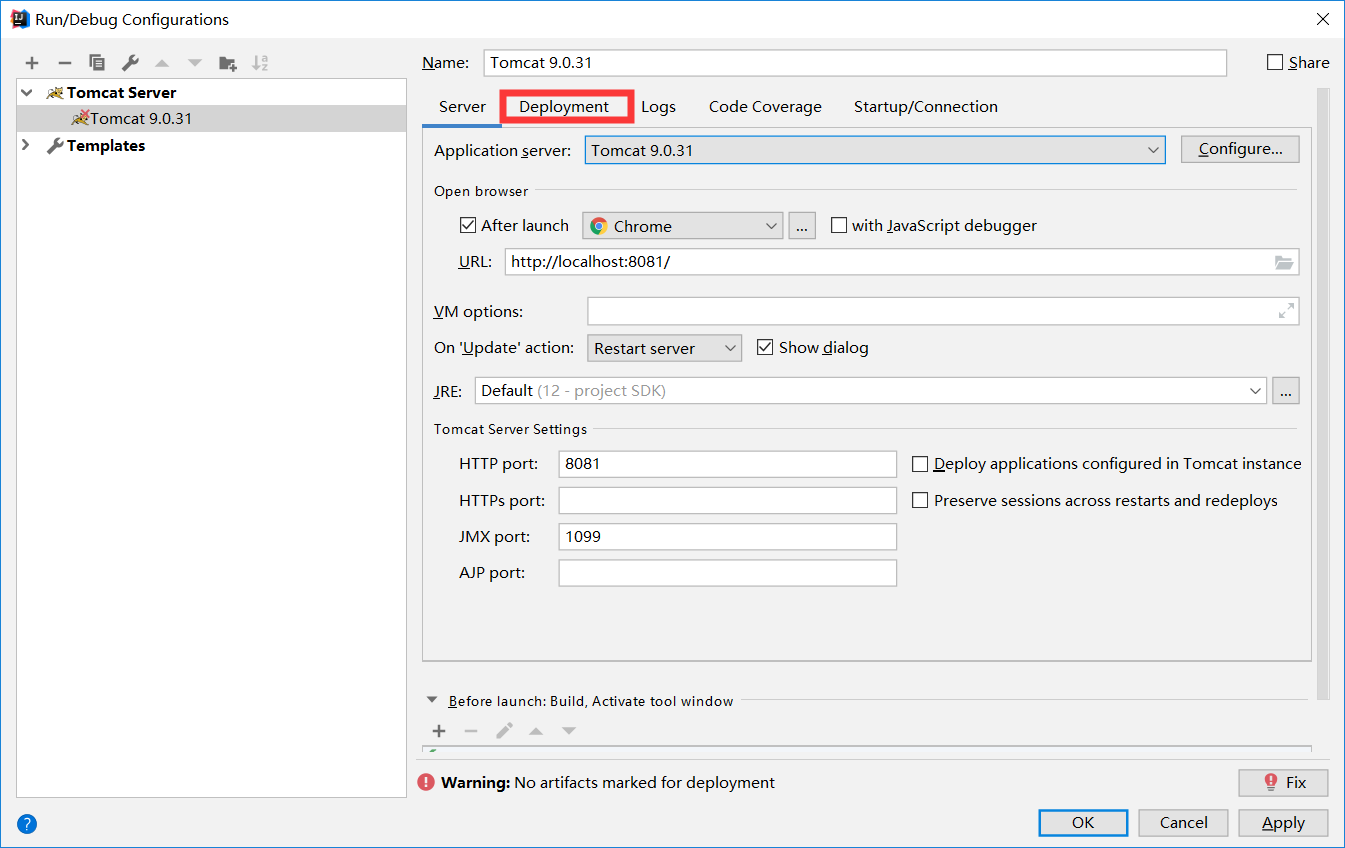 Run/Debug Configurations
Name: Tomcat 9.0.31 Share
Tomcat Server
Tomcat 9.0.31
Templates
Server Deployment Logs Code Coverage Startup/Connection
Application server: Tomcat 9.0.31 Configure...
Open browser
After launch Chrome ... with JavaScript debugger
URL: http://localhost:8081/
VM options:
On 'Update' action: Restart server Show dialog
JRE: Default (12 - project SDK) ...
Tomcat Server Settings
HTTP port: 8081 Deploy applications configured in Tomcat instance
HTTPs port: Preserve sessions across restarts and redeploys
JMX port: 1099
AJP port:
Before launch: Build, Activate tool window
Warning: No artifacts marked for deployment Fix
? OK Cancel Apply